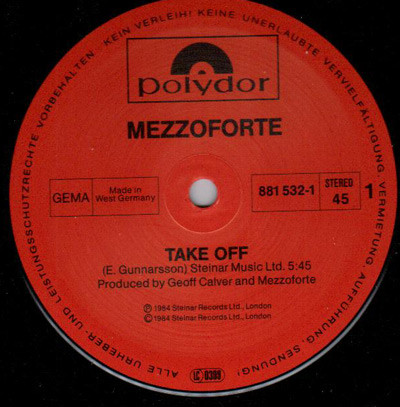 ALLE URHEBER- UND LEISTUNGSSCHUTZRECHTE VORBEHALTEN KEIN VERLEIH! KEINE UNERLAUBTE VERVIELFÄLTIGUNG, VERMIETUNG, AUFFÜHRUNG, SENDUNG!
polydor
MEZZOFORTE
GEMA
Made in
West Germany
881 532-1
STEREO
45
1
TAKE OFF
(E. Gunnarsson) Steinar Music Ltd. 5:45
Produced by Geoff Calver and Mezzoforte
Ⓟ 1984 Steinar Records Ltd., London
© 1984 Steinar Records Ltd., London
LC 0309